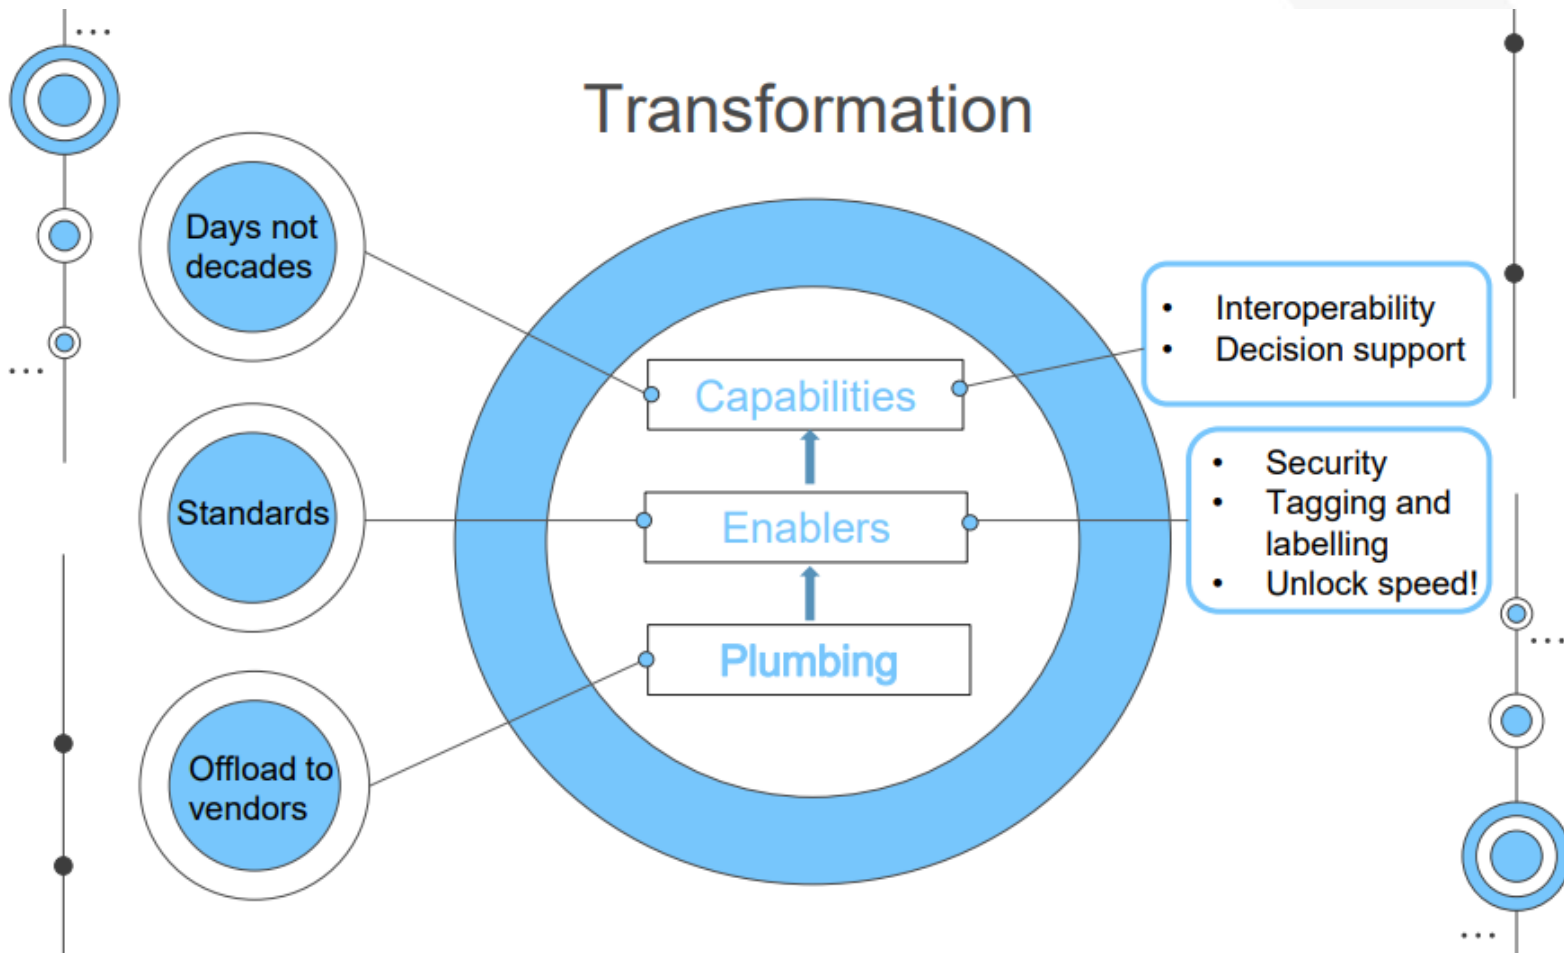 Transformation
Days not
decades
Standards
Offload to
vendors
Capabilities
Enablers
Plumbing
• Interoperability
• Decision support
• Security
• Tagging and
labelling
• Unlock speed!